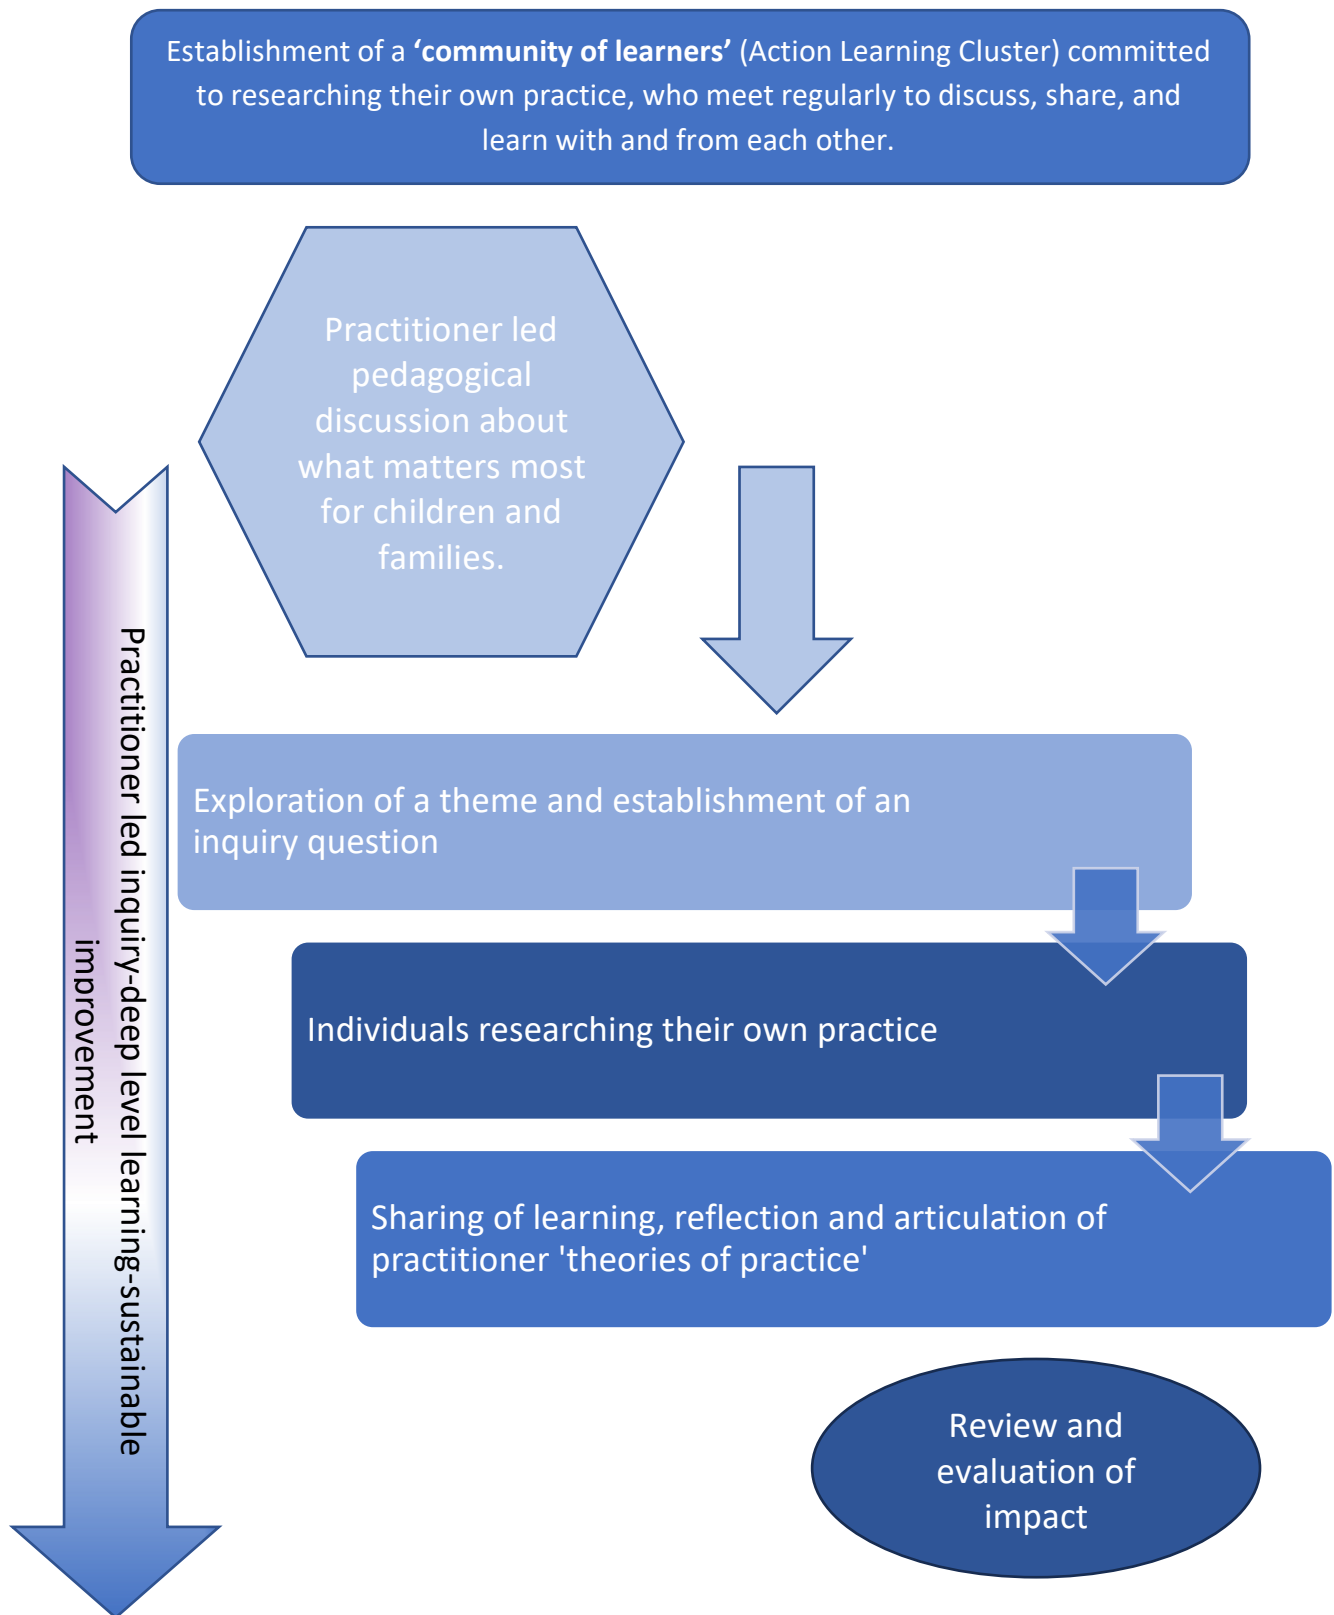 Establishment of a ‘community of learners’ (Action Learning Cluster) committed
to researching their own practice, who meet regularly to discuss, share, and
learn with and from each other.
Practitioner led
pedagogical
discussion about
what matters most
for children and
families.
Practitioner led inquiry-deep level learning-sustainable
improvement
Exploration of a theme and establishment of an
inquiry question
Individuals researching their own practice
Sharing of learning, reflection and articulation of
practitioner 'theories of practice'
Review and
evaluation of
impact